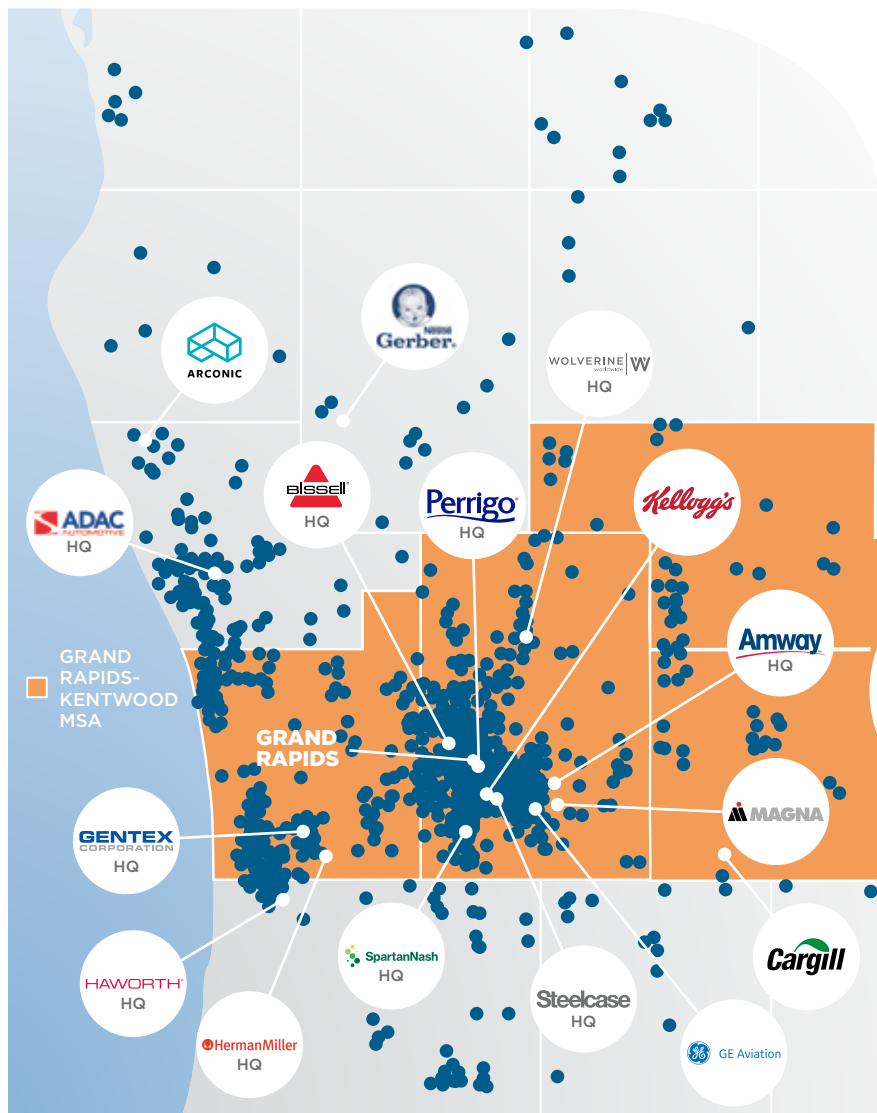 Nestlé
Gerber®
ARCONIC
WOLVERINE
worldwide
W
HQ
BISSELL®
HQ
Perrigo®
HQ
Kellogg's
ADAC
AUTOMOTIVE
HQ
Amway
HQ
GRAND
RAPIDS-
KENTWOOD
MSA
GRAND
RAPIDS
MAGNA
GENTEX
CORPORATION
HQ
SpartanNash
HQ
Cargill
HAWORTH®
HQ
Steelcase
HQ
HermanMiller
HQ
GE Aviation